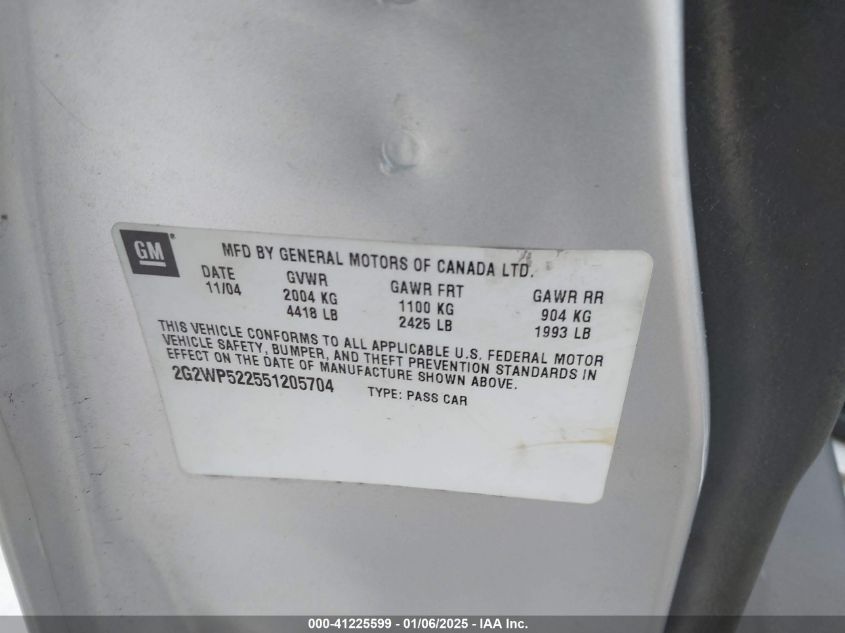 GM
MFD BY GENERAL MOTORS OF CANADA LTD.
DATE GVWR GAWR FRT GAWR RR
11/04 2004 KG 1100 KG 904 KG
4418 LB 2425 LB 1993 LB
THIS VEHICLE CONFORMS TO ALL APPLICABLE U.S. FEDERAL MOTOR
VEHICLE SAFETY, BUMPER, AND THEFT PREVENTION STANDARDS IN
EFFECT ON THE DATE OF MANUFACTURE SHOWN ABOVE.
2G2WP522551205704 TYPE: PASS CAR
000-41225599 - 01/06/2025 - IAA Inc.